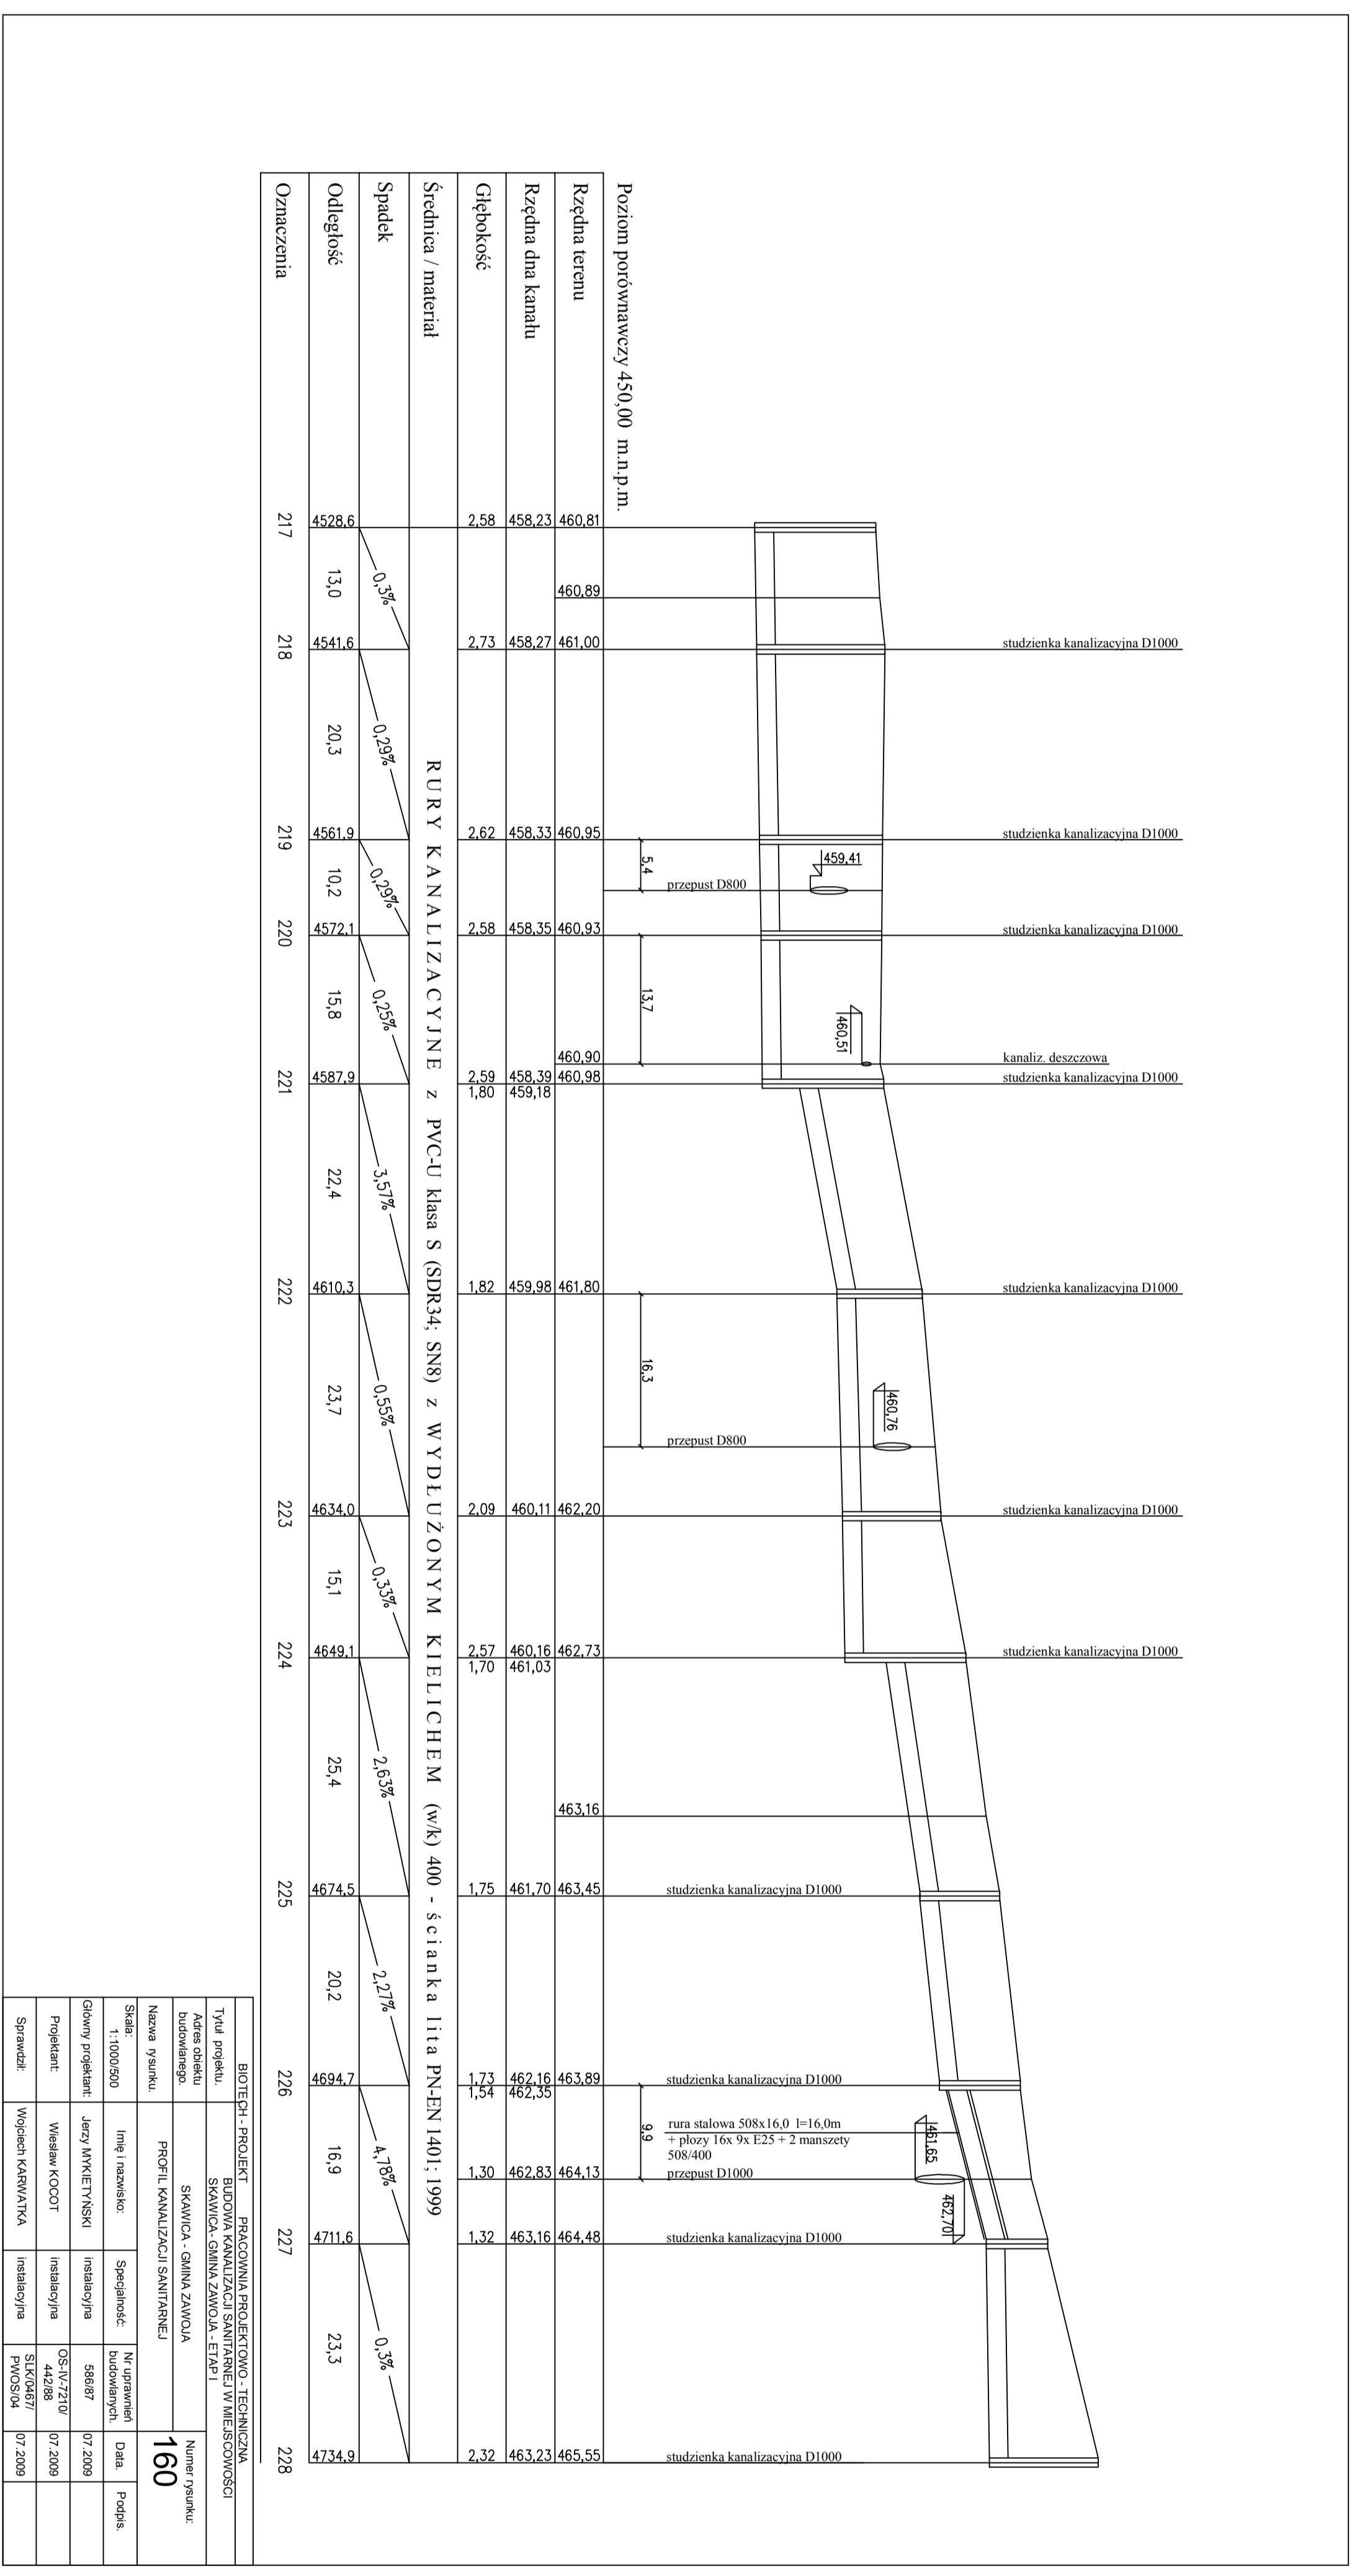 studzienka kanalizacyjna D1000
studzienka kanalizacyjna D1000
studzienka kanalizacyjna D1000
kanaliz. deszczowa
studzienka kanalizacyjna D1000
studzienka kanalizacyjna D1000
studzienka kanalizacyjna D1000
studzienka kanalizacyjna D1000
459,41
460,51
460,76
461,65
462,70
przepust D800
przepust D800
studzienka kanalizacyjna D1000
studzienka kanalizacyjna D1000
rura stalowa 508x16,0 l=16,0m
+ płozy 16x 9x E25 + 2 manszety
508/400
przepust D1000
studzienka kanalizacyjna D1000
studzienka kanalizacyjna D1000
5,4 13,7 16,3 9,9
Poziom porównawczy 450,00 m.n.p.m.
Rzędna terenu 460,81 460,89 461,00 460,95 460,93 460,90 460,98 461,80 462,20 462,73 463,16 463,45 463,89 464,13 464,48 465,55
Rzędna dna kanału 458,23 458,27 458,33 458,35 458,39 459,18 459,98 460,11 460,16 461,03 461,70 462,16 462,35 462,83 463,16 463,23
Głębokość 2,58 2,73 2,62 2,58 2,59 1,80 1,82 2,09 2,57 1,70 1,75 1,73 1,54 1,30 1,32 2,32
Średnica / materiał RURY KANALIZACYJNE z PVC-U klasa S (SDR34; SN8) z WYDŁUŻONYM KIELICHEM (w/k) 400 - ścianka lita PN-EN 1401; 1999
Spadek 0,3% 0,29% 0,29% 0,25% 3,57% 0,55% 0,33% 2,63% 2,27% 4,78% 0,3%
Odległość 4528,6 13,0 4541,6 20,3 4561,9 10,2 4572,1 15,8 4587,9 22,4 4610,3 23,7 4634,0 15,1 4649,1 25,4 4674,5 20,2 4694,7 16,9 4711,6 23,3 4734,9
Oznaczenia 217 218 219 220 221 222 223 224 225 226 227 228
BIOTECH - PROJEKT PRACOWNIA PROJEKTOWO - TECHNICZNA
Tytuł projektu.
BUDOWA KANALIZACJI SANITARNEJ W MIEJSCOWOŚCI
SKAWICA- GMINA ZAWOJA - ETAP I
Adres obiektu
budowlanego.
SKAWICA - GMINA ZAWOJA
Numer rysunku:
Nazwa rysunku.
PROFIL KANALIZACJI SANITARNEJ
160
Skala:
1:1000/500
Imię i nazwisko:
Specjalność:
Nr uprawnień
budowlanych.
Data.
Podpis.
Główny projektant: Jerzy MYKIETYŃSKI instalacyjna 586/87 07.2009
Projektant: Wiesław KOCOT instalacyjna OS-IV-7210/
442/88 07.2009
Sprawdził: Wojciech KARWATKA instalacyjna SLK/0467/
PWOS/04 07.2009